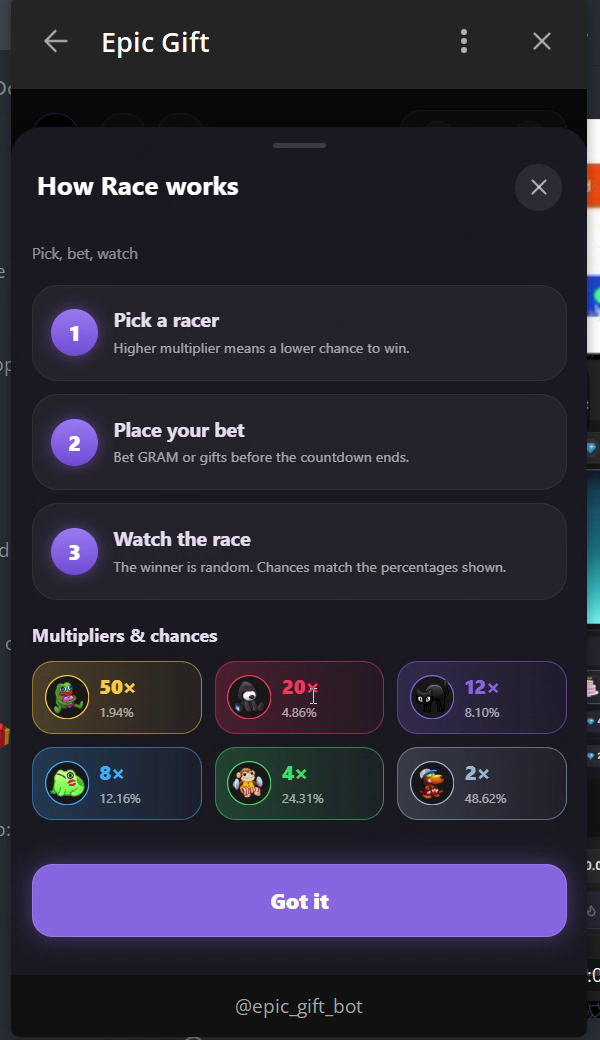 Epic Gift
How Race works
Pick, bet, watch
1
Pick a racer
Higher multiplier means a lower chance to win.
2
Place your bet
Bet GRAM or gifts before the countdown ends.
3
Watch the race
The winner is random. Chances match the percentages shown.
Multipliers & chances
50×
1.94%
20×
4.86%
12×
8.10%
8×
12.16%
4×
24.31%
2×
48.62%
Got it
@epic_gift_bot